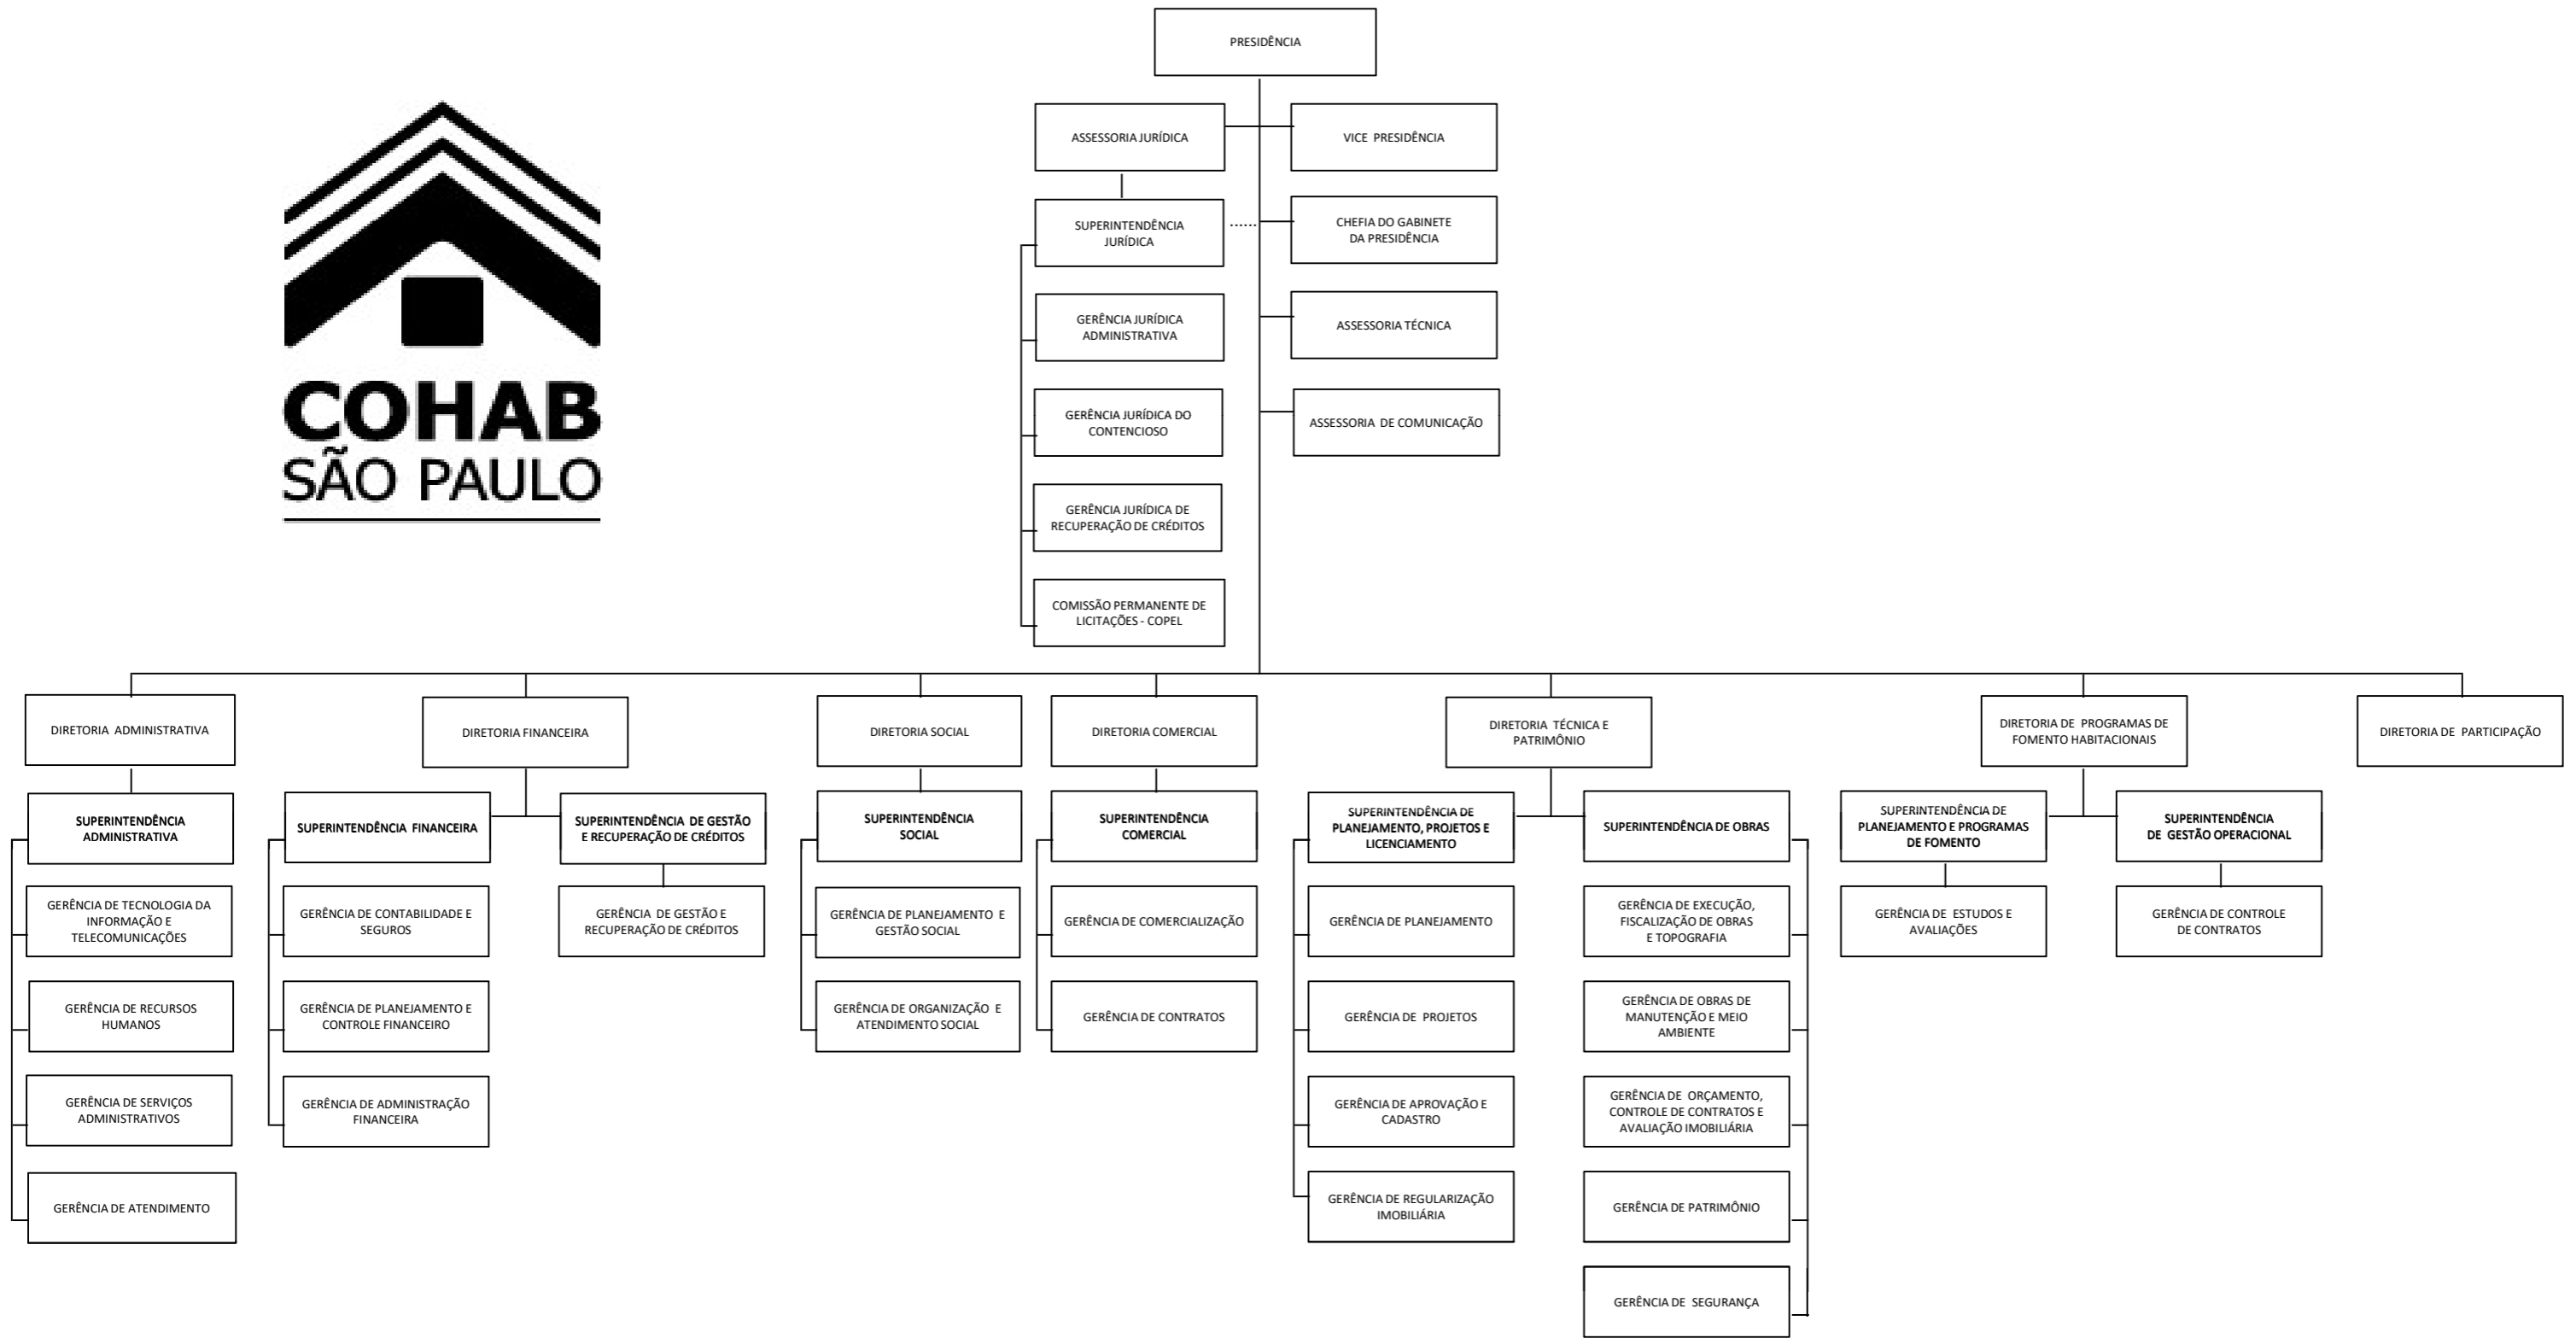 PRESIDÊNCIA
ASSESSORIA JURÍDICA
VICE PRESIDÊNCIA
SUPERINTENDÊNCIA
JURÍDICA
CHEFIA DO GABINETE
DA PRESIDÊNCIA
GERÊNCIA JURÍDICA
ADMINISTRATIVA
ASSESSORIA TÉCNICA
GERÊNCIA JURÍDICA DO
CONTENCIOSO
ASSESSORIA DE COMUNICAÇÃO
GERÊNCIA JURÍDICA DE
RECUPERAÇÃO DE CRÉDITOS
COMISSÃO PERMANENTE DE
LICITAÇÕES - COPEL
COHAB
SÃO PAULO
DIRETORIA ADMINISTRATIVA
SUPERINTENDÊNCIA
ADMINISTRATIVA
GERÊNCIA DE TECNOLOGIA DA
INFORMAÇÃO E
TELECOMUNICAÇÕES
GERÊNCIA DE RECURSOS
HUMANOS
GERÊNCIA DE SERVIÇOS
ADMINISTRATIVOS
GERÊNCIA DE ATENDIMENTO
DIRETORIA FINANCEIRA
SUPERINTENDÊNCIA FINANCEIRA
GERÊNCIA DE CONTABILIDADE E
SEGUROS
GERÊNCIA DE PLANEJAMENTO E
CONTROLE FINANCEIRO
GERÊNCIA DE ADMINISTRAÇÃO
FINANCEIRA
SUPERINTENDÊNCIA DE GESTÃO
E RECUPERAÇÃO DE CRÉDITOS
GERÊNCIA DE GESTÃO E
RECUPERAÇÃO DE CRÉDITOS
DIRETORIA SOCIAL
SUPERINTENDÊNCIA
SOCIAL
GERÊNCIA DE PLANEJAMENTO E
GESTÃO SOCIAL
GERÊNCIA DE ORGANIZAÇÃO E
ATENDIMENTO SOCIAL
DIRETORIA COMERCIAL
SUPERINTENDÊNCIA
COMERCIAL
GERÊNCIA DE COMERCIALIZAÇÃO
GERÊNCIA DE CONTRATOS
DIRETORIA TÉCNICA E
PATRIMÔNIO
SUPERINTENDÊNCIA DE
PLANEJAMENTO, PROJETOS E
LICENCIAMENTO
GERÊNCIA DE PLANEJAMENTO
GERÊNCIA DE PROJETOS
GERÊNCIA DE APROVAÇÃO E
CADASTRO
GERÊNCIA DE REGULARIZAÇÃO
IMOBILIÁRIA
SUPERINTENDÊNCIA DE OBRAS
GERÊNCIA DE EXECUÇÃO,
FISCALIZAÇÃO DE OBRAS
E TOPOGRAFIA
GERÊNCIA DE OBRAS DE
MANUTENÇÃO E MEIO
AMBIENTE
GERÊNCIA DE ORÇAMENTO,
CONTROLE DE CONTRATOS E
AVALIAÇÃO IMOBILIÁRIA
GERÊNCIA DE PATRIMÔNIO
GERÊNCIA DE SEGURANÇA
DIRETORIA DE PROGRAMAS DE
FOMENTO HABITACIONAIS
SUPERINTENDÊNCIA DE
PLANEJAMENTO E PROGRAMAS
DE FOMENTO
GERÊNCIA DE ESTUDOS E
AVALIAÇÕES
SUPERINTENDÊNCIA
DE GESTÃO OPERACIONAL
GERÊNCIA DE CONTROLE
DE CONTRATOS
DIRETORIA DE PARTICIPAÇÃO